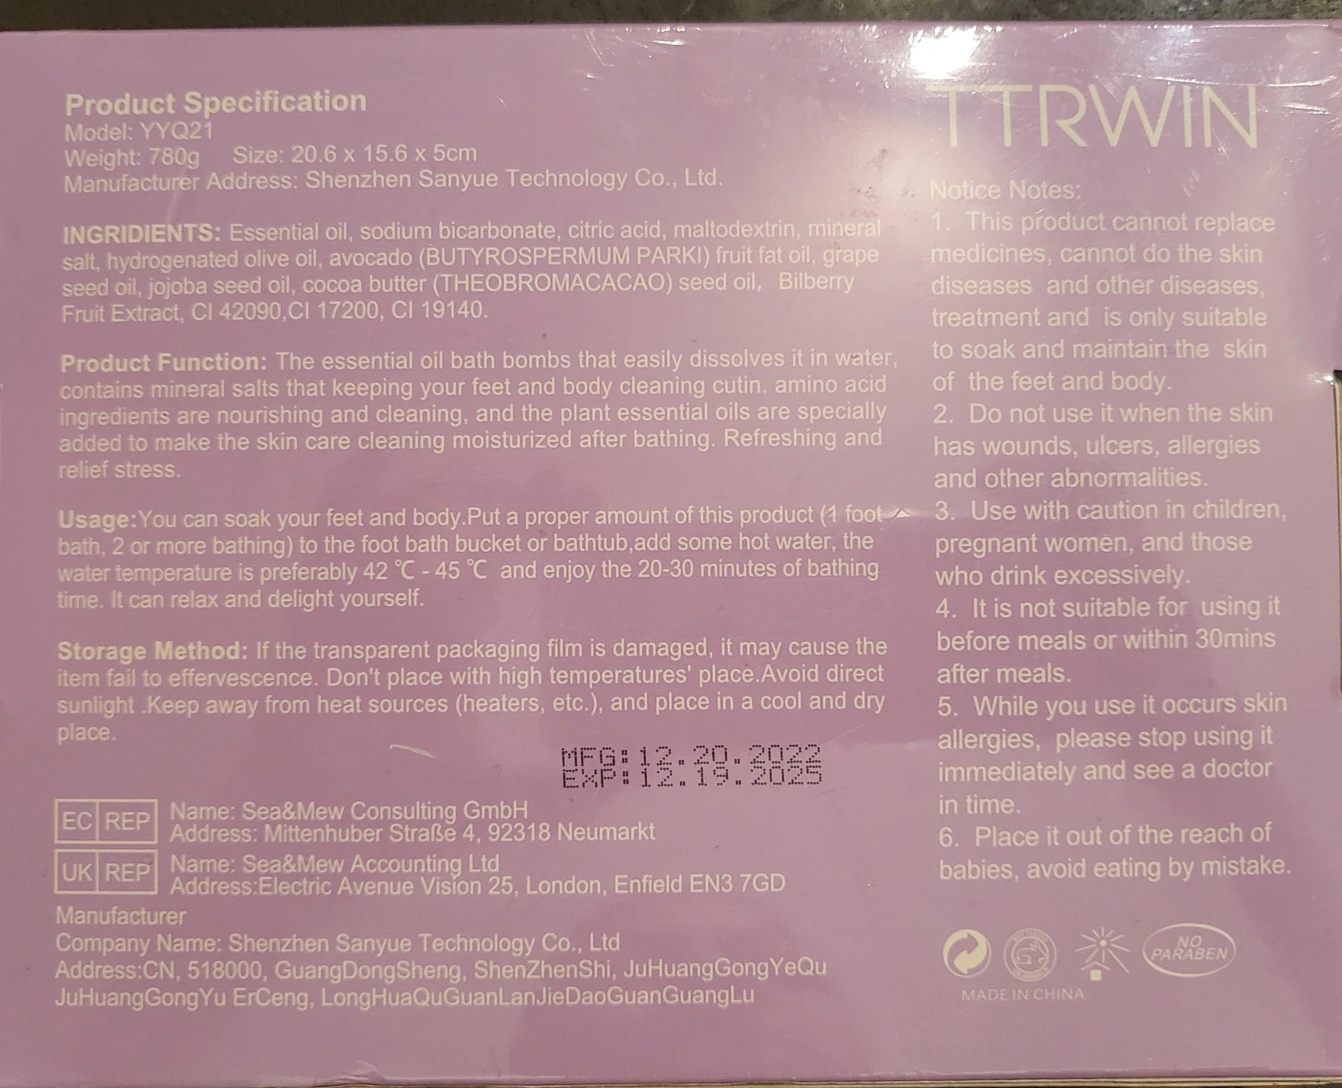 Product Specification
Model: YYQ21
Weight: 780g Size: 20.6 x 15.6 x 5cm
Manufacturer Address: Shenzhen Sanyue Technology Co., Ltd.
INGRIDIENTS: Essential oil, sodium bicarbonate, citric acid, maltodextrin, mineral
salt, hydrogenated olive oil, avocado (BUTYROSPERMUM PARKI) fruit fat oil, grape
seed oil, jojoba seed oil, cocoa butter (THEOBROMACACAO) seed oil, Bilberry
Fruit Extract, CI 42090,CI 17200, CI 19140.
Product Function: The essential oil bath bombs that easily dissolves it in water,
contains mineral salts that keeping your feet and body cleaning cutin. amino acid
ingredients are nourishing and cleaning, and the plant essential oils are specially
added to make the skin care cleaning moisturized after bathing. Refreshing and
relief stress.
Usage:You can soak your feet and body.Put a proper amount of this product (1 foot
bath, 2 or more bathing) to the foot bath bucket or bathtub,add some hot water, the
water temperature is preferably 42 ℃ - 45 ℃ and enjoy the 20-30 minutes of bathing
time. It can relax and delight yourself.
Storage Method: If the transparent packaging film is damaged, it may cause the
item fail to effervescence. Don't place with high temperatures' place.Avoid direct
sunlight .Keep away from heat sources (heaters, etc.), and place in a cool and dry
place.
MFG:12.20.2022
EXP:12.19.2025
EC REP
Name: Sea&Mew Consulting GmbH
Address: Mittenhuber Straße 4, 92318 Neumarkt
UK REP
Name: Sea&Mew Accounting Ltd
Address:Electric Avenue Vision 25, London, Enfield EN3 7GD
Manufacturer
Company Name: Shenzhen Sanyue Technology Co., Ltd
Address:CN, 518000, GuangDongSheng, ShenZhenShi, JuHuangGongYeQu
JuHuangGongYu ErCeng, LongHuaQuGuanLanJieDaoGuanGuangLu
TTRWIN
Notice Notes:
1. This product cannot replace
medicines, cannot do the skin
diseases and other diseases,
treatment and is only suitable
to soak and maintain the skin
of the feet and body.
2. Do not use it when the skin
has wounds, ulcers, allergies
and other abnormalities.
3. Use with caution in children,
pregnant women, and those
who drink excessively.
4. It is not suitable for using it
before meals or within 30mins
after meals.
5. While you use it occurs skin
allergies, please stop using it
immediately and see a doctor
in time.
6. Place it out of the reach of
babies, avoid eating by mistake.
NO
PARABEN
MADE IN CHINA